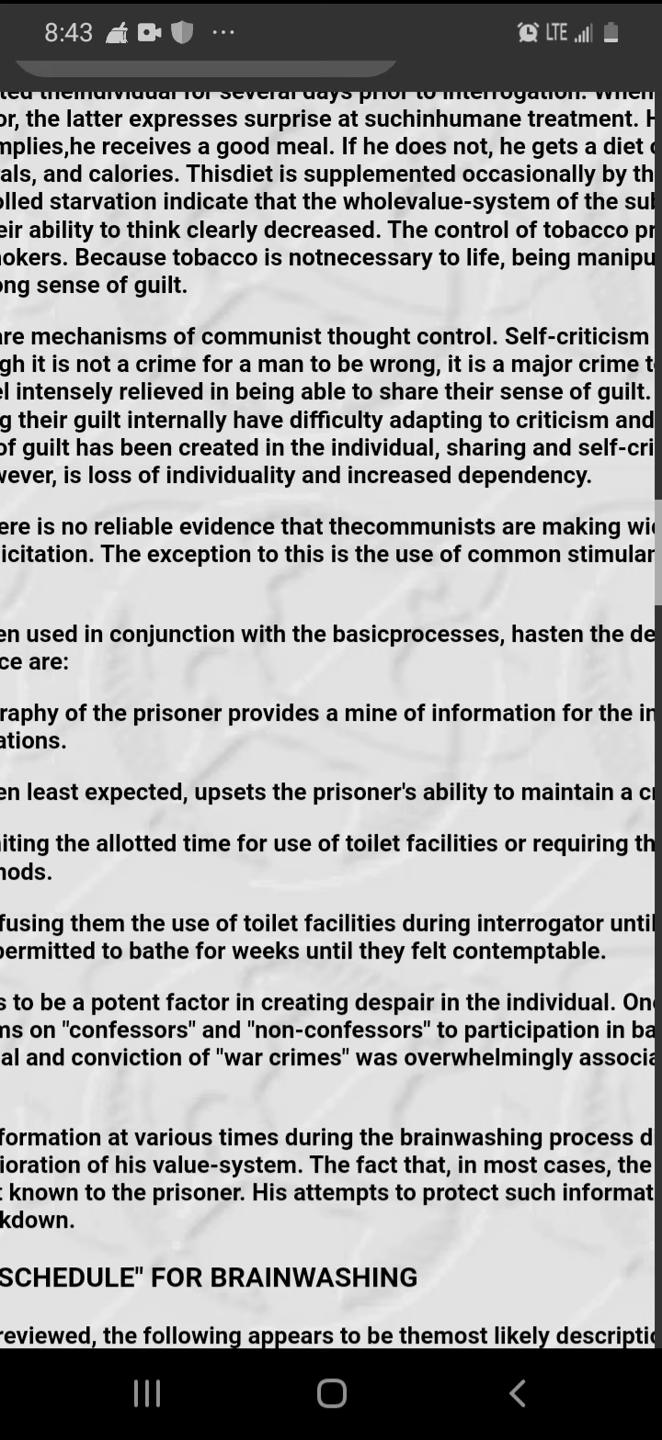 8:43
LTE
theindividual for several days prior to interrogation. When
or, the latter expresses surprise at suchinhumane treatment.
mplies,he receives a good meal. If he does not, he gets a diet
als, and calories. Thisdiet is supplemented occasionally by th
olled starvation indicate that the wholevalue-system of the su
eir ability to think clearly decreased. The control of tobacco pr
okers. Because tobacco is notnecessary to life, being manipu
ong sense of guilt.
are mechanisms of communist thought control. Self-criticism
gh it is not a crime for a man to be wrong, it is a major crime t
el intensely relieved in being able to share their sense of guilt.
g their guilt internally have difficulty adapting to criticism and
of guilt has been created in the individual, sharing and self-cri
wever, is loss of individuality and increased dependency.
ere is no reliable evidence that thecommunists are making wi
icitation. The exception to this is the use of common stimular
en used in conjunction with the basicprocesses, hasten the de
ce are:
raphy of the prisoner provides a mine of information for the in
ations.
en least expected, upsets the prisoner's ability to maintain a c
iting the allotted time for use of toilet facilities or requiring th
hods.
fusing them the use of toilet facilities during interrogator until
permitted to bathe for weeks until they felt contemptable.
s to be a potent factor in creating despair in the individual. On
ms on "confessors" and "non-confessors" to participation in ba
al and conviction of "war crimes" was overwhelmingly associa
formation at various times during the brainwashing process d
ioration of his value-system. The fact that, in most cases, the
t known to the prisoner. His attempts to protect such informat
kdown.
SCHEDULE" FOR BRAINWASHING
reviewed, the following appears to be themost likely descripti